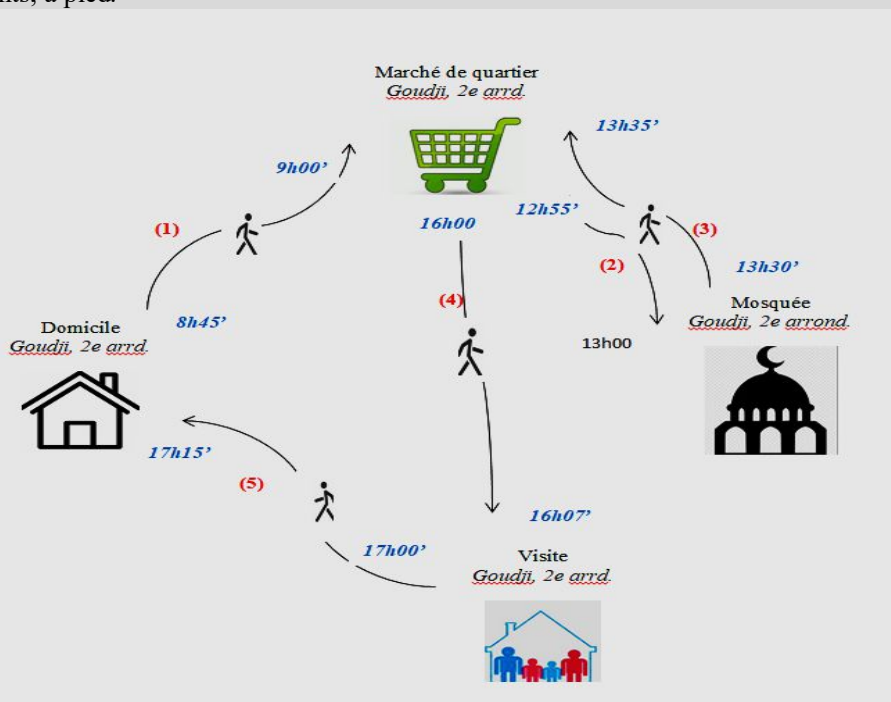 à pied.
Marché de quartier
Goudji, 2e arrd.
13h35’
9h00’
12h55’
16h00
(1)
(3)
(2)
13h30’
(4)
Mosquée
Goudji, 2e arrond.
8h45’
Domicile
Goudji, 2e arrd.
13h00
17h15’
(5)
16h07’
17h00’
Visite
Goudji, 2e arrd.